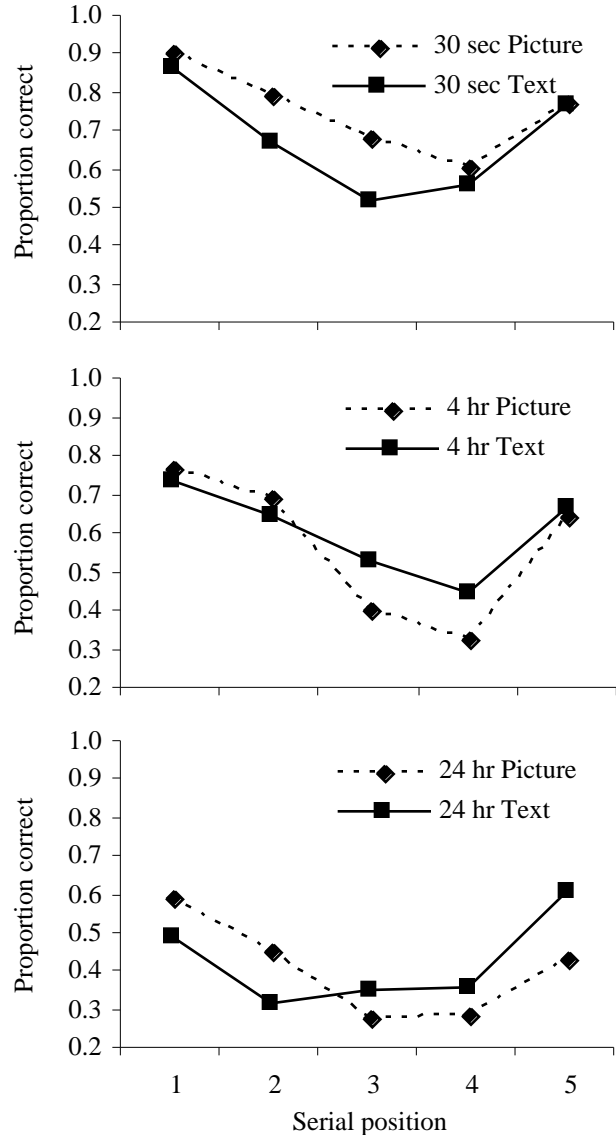 1.0
0.9
0.8
0.7
0.6
0.5
0.4
0.3
0.2
Proportion correct
30 sec Picture
30 sec Text
1.0
0.9
0.8
0.7
0.6
0.5
0.4
0.3
0.2
Proportion correct
4 hr Picture
4 hr Text
1.0
0.9
0.8
0.7
0.6
0.5
0.4
0.3
0.2
Proportion correct
24 hr Picture
24 hr Text
1 2 3 4 5
Serial position